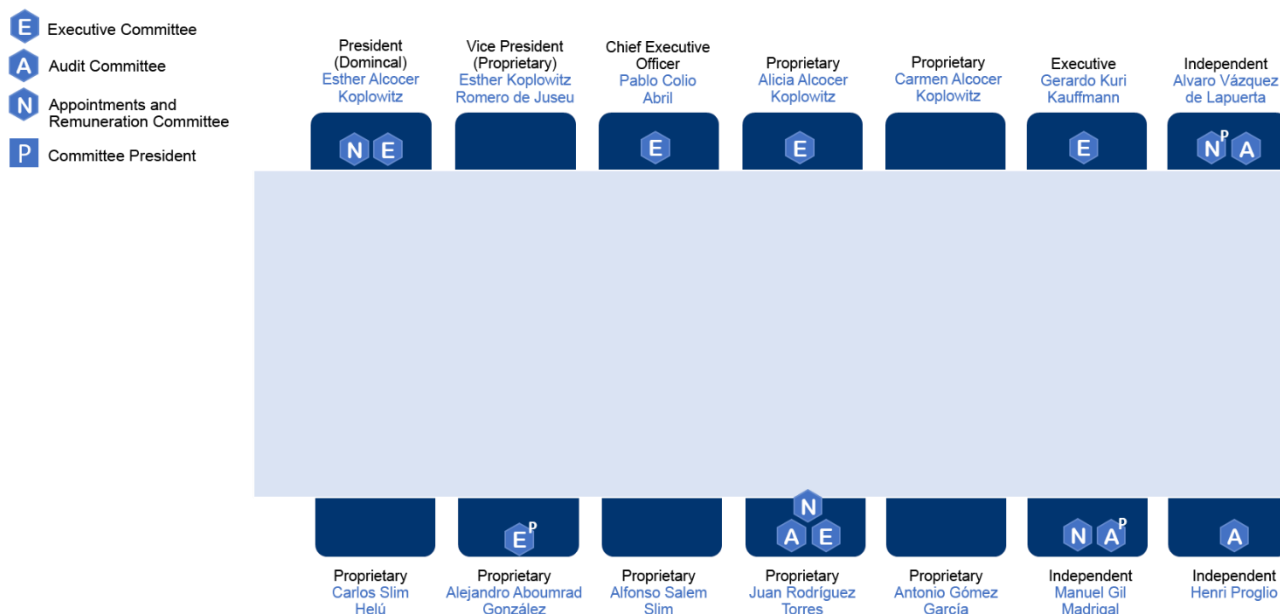 E Executive Committee
A Audit Committee
N Appointments and
Remuneration Committee
P Committee President
President
(Domincal)
Esther Alcocer
Koplowitz
N E
Vice President
(Proprietary)
Esther Koplowitz
Romero de Juseu
Chief Executive
Officer
Pablo Colio
Abril
E
Proprietary
Alicia Alcocer
Koplowitz
E
Proprietary
Carmen Alcocer
Koplowitz
Executive
Gerardo Kuri
Kauffmann
E
Independent
Alvaro Vázquez
de Lapuerta
N P A
Proprietary
Carlos Slim
Helú
E P
Proprietary
Alejandro Aboumrad
González
Proprietary
Alfonso Salem
Slim
N
A E
Proprietary
Juan Rodríguez
Torres
Proprietary
Antonio Gómez
García
N A P
Independent
Manuel Gil
Madrigal
A
Independent
Henri Proglio